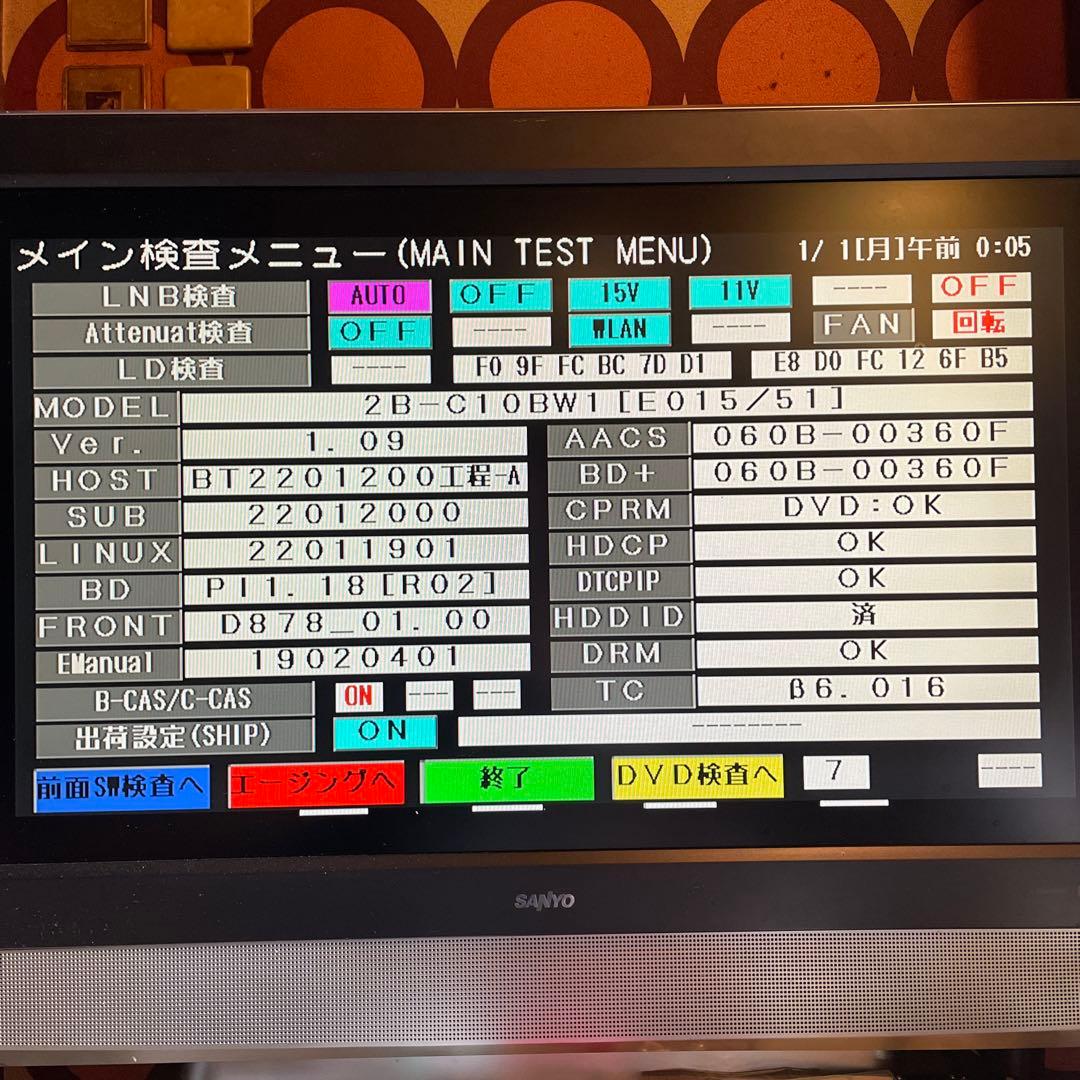 メイン検査メニュー(MAIN TEST MENU) 1/ 1[月]午前 0:05
LNB検査 AUTO OFF 15V 11V ---- OFF
Attenuat検査 OFF ---- WLAN ---- FAN 回転
LD検査 ---- F0 9F FC BC 7D D1 E8 D0 FC 12 6F B5
MODEL 2B-C10BW1[E015/51]
Ver. 1.09 AACS 060B-00360F
HOST BT2201200工程-A BD+ 060B-00360F
SUB 22012000 CPRM DVD:OK
LINUX 22011901 HDCP OK
BD PI1.18[R02] DTCPIP OK
FRONT D878_01.00 HDDID 済
EManual 19020401 DRM OK
B-CAS/C-CAS ON --- --- TC β6.016
出荷設定(SHIP) ON --------
前面SW検査へ エージングへ 終了 DVD検査へ 7 ----
SANYO